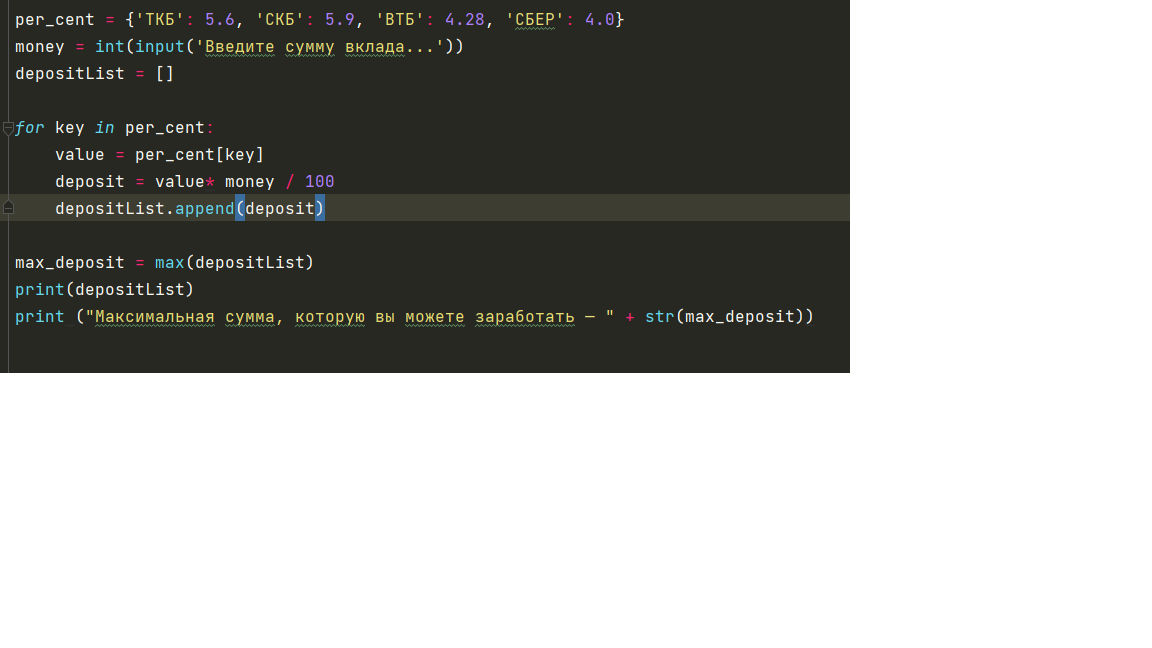 per_cent = {'ТКБ': 5.6, 'СКБ': 5.9, 'ВТБ': 4.28, 'СБЕР': 4.0}
money = int(input('Введите сумму вклада...'))
depositList = []
for key in per_cent:
    value = per_cent[key]
    deposit = value* money / 100
    depositList.append(deposit)
max_deposit = max(depositList)
print(depositList)
print ("Максимальная сумма, которую вы можете заработать — " + str(max_deposit))